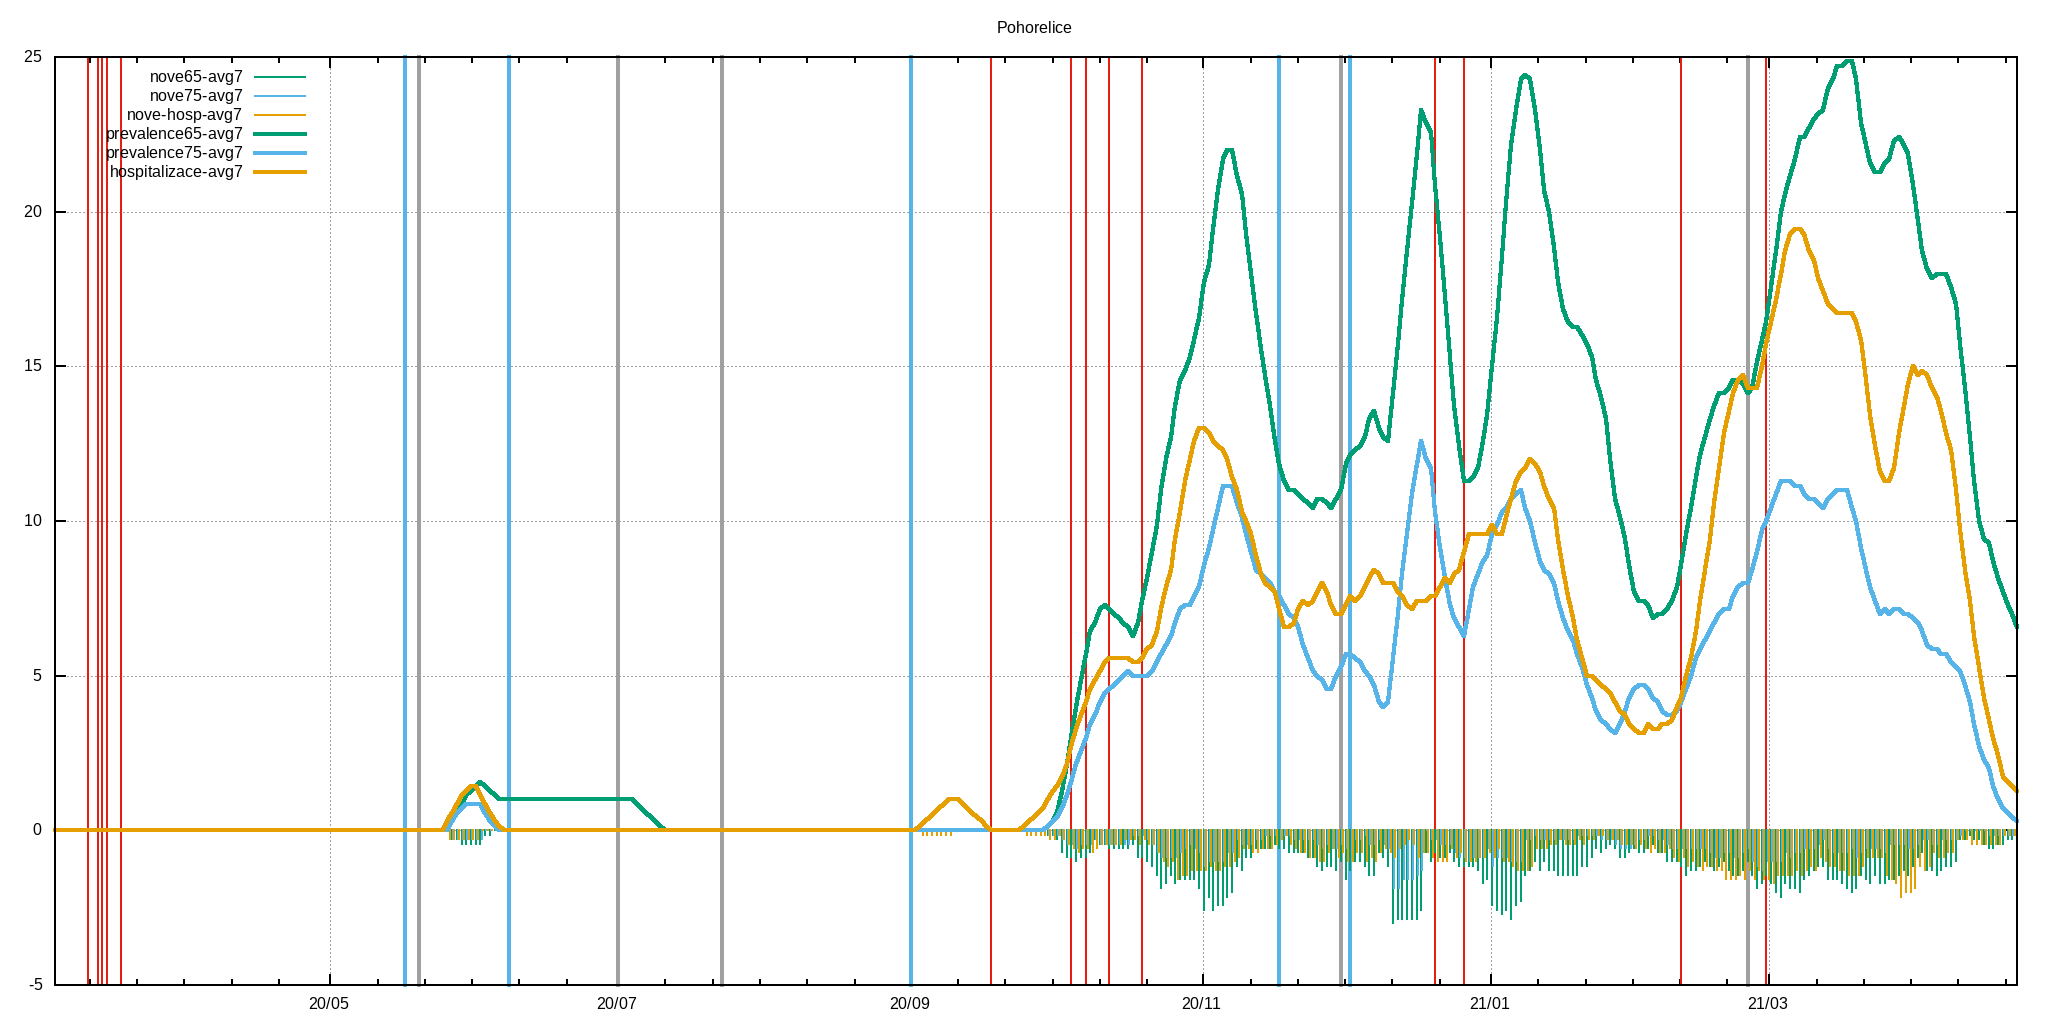 Pohorelice
25
nove65-avg7
nove75-avg7
nove-hosp-avg7
prevalence65-avg7
prevalence75-avg7
hospitalizace-avg7
20
15
10
5
0
-5
20/05 20/07 20/09 20/11 21/01 21/03